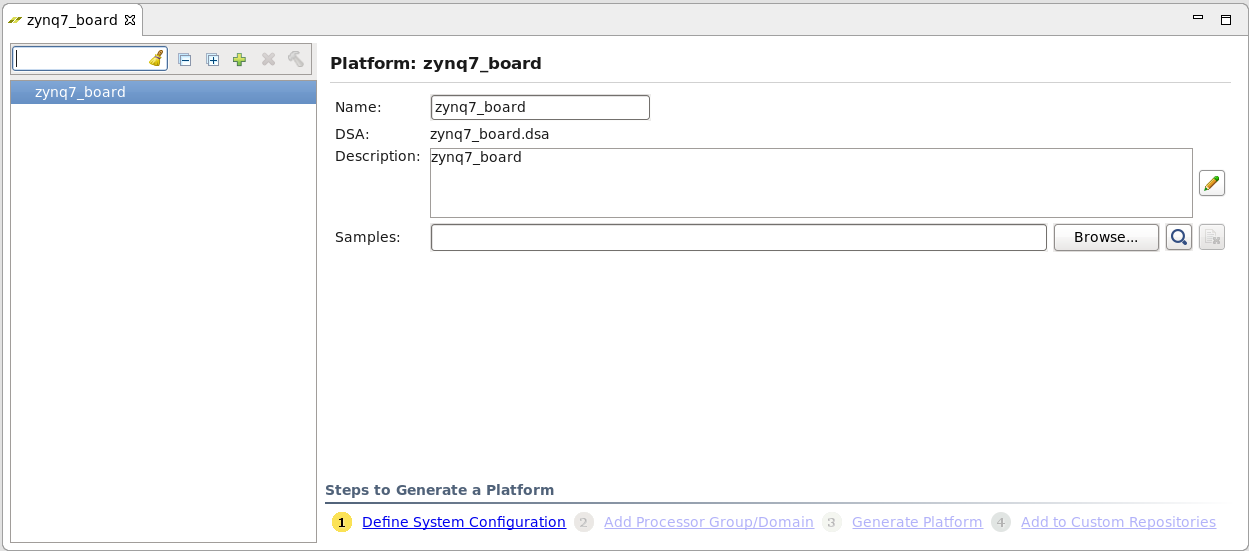 zynq7_board
zynq7_board
Platform: zynq7_board
Name: zynq7_board
DSA: zynq7_board.dsa
Description: zynq7_board
Samples: Browse...
Steps to Generate a Platform
1 Define System Configuration 2 Add Processor Group/Domain 3 Generate Platform 4 Add to Custom Repositories